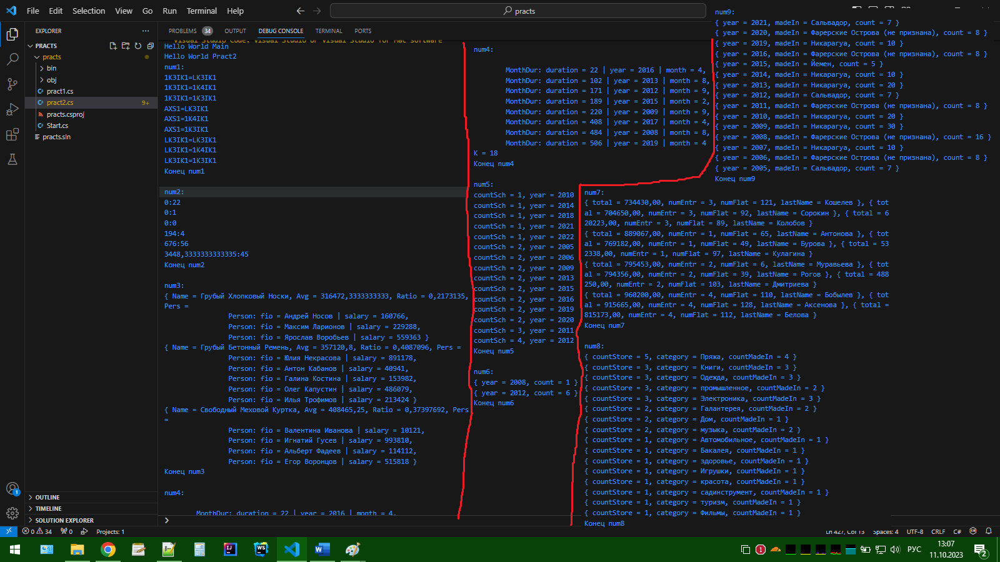 File Edit Selection View Go Run Terminal Help
practs
EXPLORER
PRACTS
practs
bin
obj
pract1.cs
pract2.cs 9+
practs.csproj
Start.cs
practs.sln
OUTLINE
TIMELINE
SOLUTION EXPLORER
PROBLEMS 34 OUTPUT DEBUG CONSOLE TERMINAL PORTS
Visual Studio Code. Visual Studio or Visual Studio for Mac software
Hello World Main
Hello World Pract2
num1:
1K3IK1=LK3IK1
1K3IK1=1K4IK1
1K3IK1=1K3IK1
AXS1=LK3IK1
AXS1=1K4IK1
AXS1=1K3IK1
LK3IK1=LK3IK1
LK3IK1=1K4IK1
LK3IK1=1K3IK1
Конец num1
num2:
0:22
0:1
0:0
194:4
676:56
3448,3333333333335:45
Конец num2
num3:
{ Name = Грубый Хлопковый Носки, Avg = 316472,3333333333, Ratio = 0,2173135,
Pers =
Person: fio = Андрей Носов | salary = 160766,
Person: fio = Максим Ларионов | salary = 229288,
Person: fio = Ярослав Воробьев | salary = 559363 }
{ Name = Грубый Бетонный Ремень, Avg = 357120,8, Ratio = 0,4087096, Pers =
Person: fio = Юлия Некрасова | salary = 891178,
Person: fio = Антон Кабанов | salary = 40941,
Person: fio = Галина Костина | salary = 153982,
Person: fio = Олег Капустин | salary = 486079,
Person: fio = Илья Трофимов | salary = 213424 }
{ Name = Свободный Меховой Куртка, Avg = 408465,25, Ratio = 0,37397692, Pers
=
Person: fio = Валентина Иванова | salary = 10121,
Person: fio = Игнатий Гусев | salary = 993810,
Person: fio = Альберт Фадеев | salary = 114112,
Person: fio = Егор Воронцов | salary = 515818 }
Конец num3
num4:
MonthDur: duration = 22 | year = 2016 | month = 4,
num4:
MonthDur: duration = 22 | year = 2016 | month = 4,
MonthDur: duration = 102 | year = 2013 | month = 8,
MonthDur: duration = 171 | year = 2012 | month = 9,
MonthDur: duration = 189 | year = 2015 | month = 2,
MonthDur: duration = 220 | year = 2009 | month = 9,
MonthDur: duration = 408 | year = 2017 | month = 4,
MonthDur: duration = 484 | year = 2008 | month = 8,
MonthDur: duration = 506 | year = 2019 | month = 4
K = 18
Конец num4
num5:
countSch = 1, year = 2010
countSch = 1, year = 2014
countSch = 1, year = 2018
countSch = 1, year = 2021
countSch = 1, year = 2022
countSch = 2, year = 2005
countSch = 2, year = 2006
countSch = 2, year = 2009
countSch = 2, year = 2013
countSch = 2, year = 2015
countSch = 2, year = 2016
countSch = 2, year = 2019
countSch = 2, year = 2020
countSch = 3, year = 2011
countSch = 4, year = 2012
Конец num5
num6:
{ year = 2008, count = 1 }
{ year = 2012, count = 6 }
Конец num6
num7:
{ total = 734430,00, numEntr = 3, numFlat = 121, lastName = Кошелев }, { tot
al = 704650,00, numEntr = 3, numFlat = 92, lastName = Сорокин }, { total = 6
20223,00, numEntr = 3, numFlat = 89, lastName = Колобов }
{ total = 889067,00, numEntr = 1, numFlat = 65, lastName = Антонова }, { tot
al = 769182,00, numEntr = 1, numFlat = 49, lastName = Бурова }, { total = 53
2338,00, numEntr = 1, numFlat = 97, lastName = Кулагина }
{ total = 795453,00, numEntr = 2, numFlat = 6, lastName = Муравьева }, { tot
al = 794356,00, numEntr = 2, numFlat = 39, lastName = Рогов }, { total = 488
250,00, numEntr = 2, numFlat = 103, lastName = Дмитриева }
{ total = 960200,00, numEntr = 4, numFlat = 110, lastName = Бобылев }, { tot
al = 915665,00, numEntr = 4, numFlat = 128, lastName = Аксенова }, { total =
815173,00, numEntr = 4, numFlat = 112, lastName = Белова }
Конец num7
num8:
{ countStore = 5, category = Пряжа, countMadeIn = 4 }
{ countStore = 3, category = Книги, countMadeIn = 3 }
{ countStore = 3, category = Одежда, countMadeIn = 3 }
{ countStore = 3, category = промышленное, countMadeIn = 2 }
{ countStore = 3, category = Электроника, countMadeIn = 3 }
{ countStore = 2, category = Галантерея, countMadeIn = 2 }
{ countStore = 2, category = Дом, countMadeIn = 1 }
{ countStore = 2, category = музыка, countMadeIn = 2 }
{ countStore = 1, category = Автомобильное, countMadeIn = 1 }
{ countStore = 1, category = Бакалея, countMadeIn = 1 }
{ countStore = 1, category = здоровье, countMadeIn = 1 }
{ countStore = 1, category = Игрушки, countMadeIn = 1 }
{ countStore = 1, category = красота, countMadeIn = 1 }
{ countStore = 1, category = садинструмент, countMadeIn = 1 }
{ countStore = 1, category = туризм, countMadeIn = 1 }
{ countStore = 1, category = Фильмы, countMadeIn = 1 }
Конец num8
num9:
{ year = 2021, madeIn = Сальвадор, count = 7 }
{ year = 2020, madeIn = Фарерские Острова (не признана), count = 8 }
{ year = 2019, madeIn = Никарагуа, count = 10 }
{ year = 2016, madeIn = Фарерские Острова (не признана), count = 8 }
{ year = 2015, madeIn = Йемен, count = 5 }
{ year = 2014, madeIn = Никарагуа, count = 10 }
{ year = 2013, madeIn = Никарагуа, count = 20 }
{ year = 2012, madeIn = Сальвадор, count = 7 }
{ year = 2011, madeIn = Фарерские Острова (не признана), count = 8 }
{ year = 2010, madeIn = Никарагуа, count = 20 }
{ year = 2009, madeIn = Никарагуа, count = 30 }
{ year = 2008, madeIn = Фарерские Острова (не признана), count = 16 }
{ year = 2007, madeIn = Никарагуа, count = 10 }
{ year = 2006, madeIn = Фарерские Острова (не признана), count = 8 }
{ year = 2005, madeIn = Сальвадор, count = 7 }
Конец num9
0 34 0 Projects: 1
Ln 427, Col 13 Spaces: 4 UTF-8 CRLF C#
РУС
13:07
11.10.2023
2